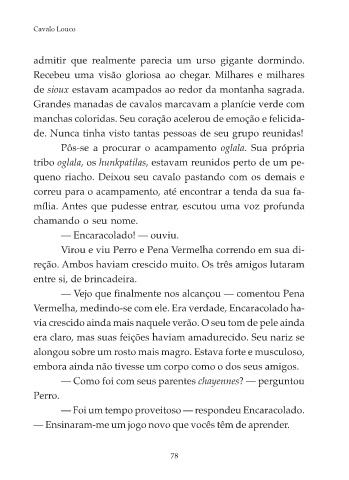 Cavalo Louco
admitir que realmente parecia um urso gigante dormindo.
Recebeu uma visão gloriosa ao chegar. Milhares e milhares
de sioux estavam acampados ao redor da montanha sagrada.
Grandes manadas de cavalos marcavam a planície verde com
manchas coloridas. Seu coração acelerou de emoção e felicida-
de. Nunca tinha visto tantas pessoas de seu grupo reunidas!
Pôs-se a procurar o acampamento oglala. Sua própria
tribo oglala, os hunkpatilas, estavam reunidos perto de um pe-
queno riacho. Deixou seu cavalo pastando com os demais e
correu para o acampamento, até encontrar a tenda da sua fa-
mília. Antes que pudesse entrar, escutou uma voz profunda
chamando o seu nome.
— Encaracolado! — ouviu.
Virou e viu Perro e Pena Vermelha correndo em sua di-
reção. Ambos haviam crescido muito. Os três amigos lutaram
entre si, de brincadeira.
— Vejo que finalmente nos alcançou — comentou Pena
Vermelha, medindo-se com ele. Era verdade, Encaracolado ha-
via crescido ainda mais naquele verão. O seu tom de pele ainda
era claro, mas suas feições haviam amadurecido. Seu nariz se
alongou sobre um rosto mais magro. Estava forte e musculoso,
embora ainda não tivesse um corpo como o dos seus amigos.
— Como foi com seus parentes chayennes? — perguntou
Perro.
— Foi um tempo proveitoso — respondeu Encaracolado.
— Ensinaram-me um jogo novo que vocês têm de aprender.
78